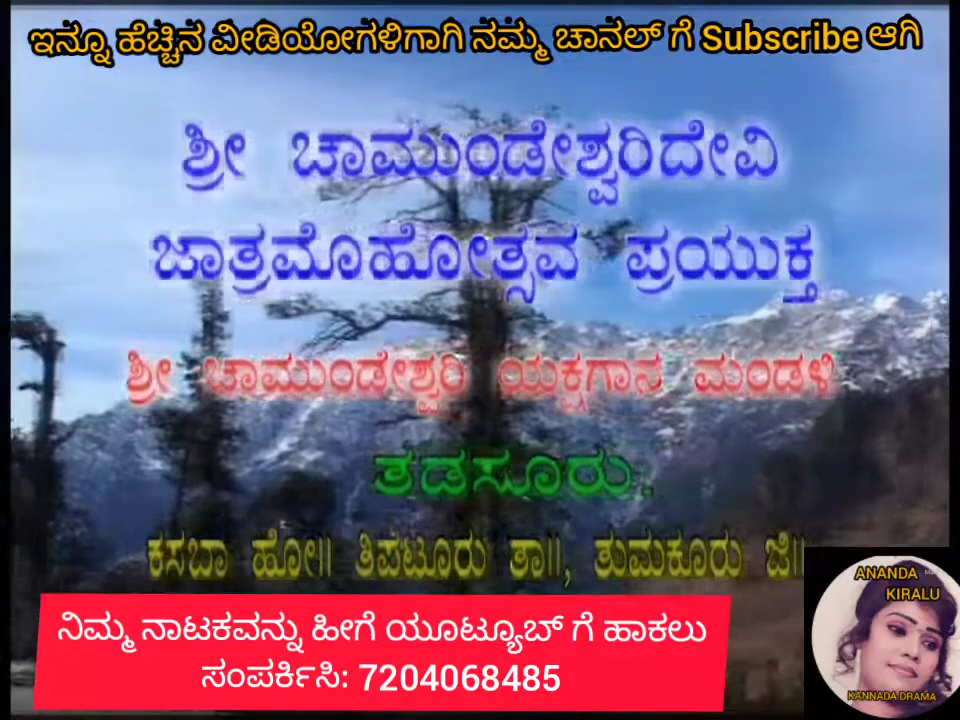 ಇನ್ನೂ ಹೆಚ್ಚಿನ ವೀಡಿಯೋಗಳಿಗಾಗಿ ನಮ್ಮ ಚಾನಲ್ ಗೆ Subscribe ಆಗಿ
ಶ್ರೀ ಚಾಮುಂಡೇಶ್ವರಿದೇವಿ
ಜಾತ್ರಮೊಹೋತ್ಸವ ಪ್ರಯುಕ್ತ
ಶ್ರೀ ಚಾಮುಂಡೇಶ್ವರಿ ಯಕ್ಷಗಾನ ಮಂಡಳಿ
ತಡಸೂರು.
ಕಸಬಾ ಹೋ॥ ತಿಪಟೂರು ತಾ॥, ತುಮಕೂರು ಜಿ॥
ನಿಮ್ಮ ನಾಟಕವನ್ನು ಹೀಗೆ ಯೂಟ್ಯೂಬ್ ಗೆ ಹಾಕಲು
ಸಂಪರ್ಕಿಸಿ: 7204068485
ANANDA
KIRALU
KANNADA DRAMA